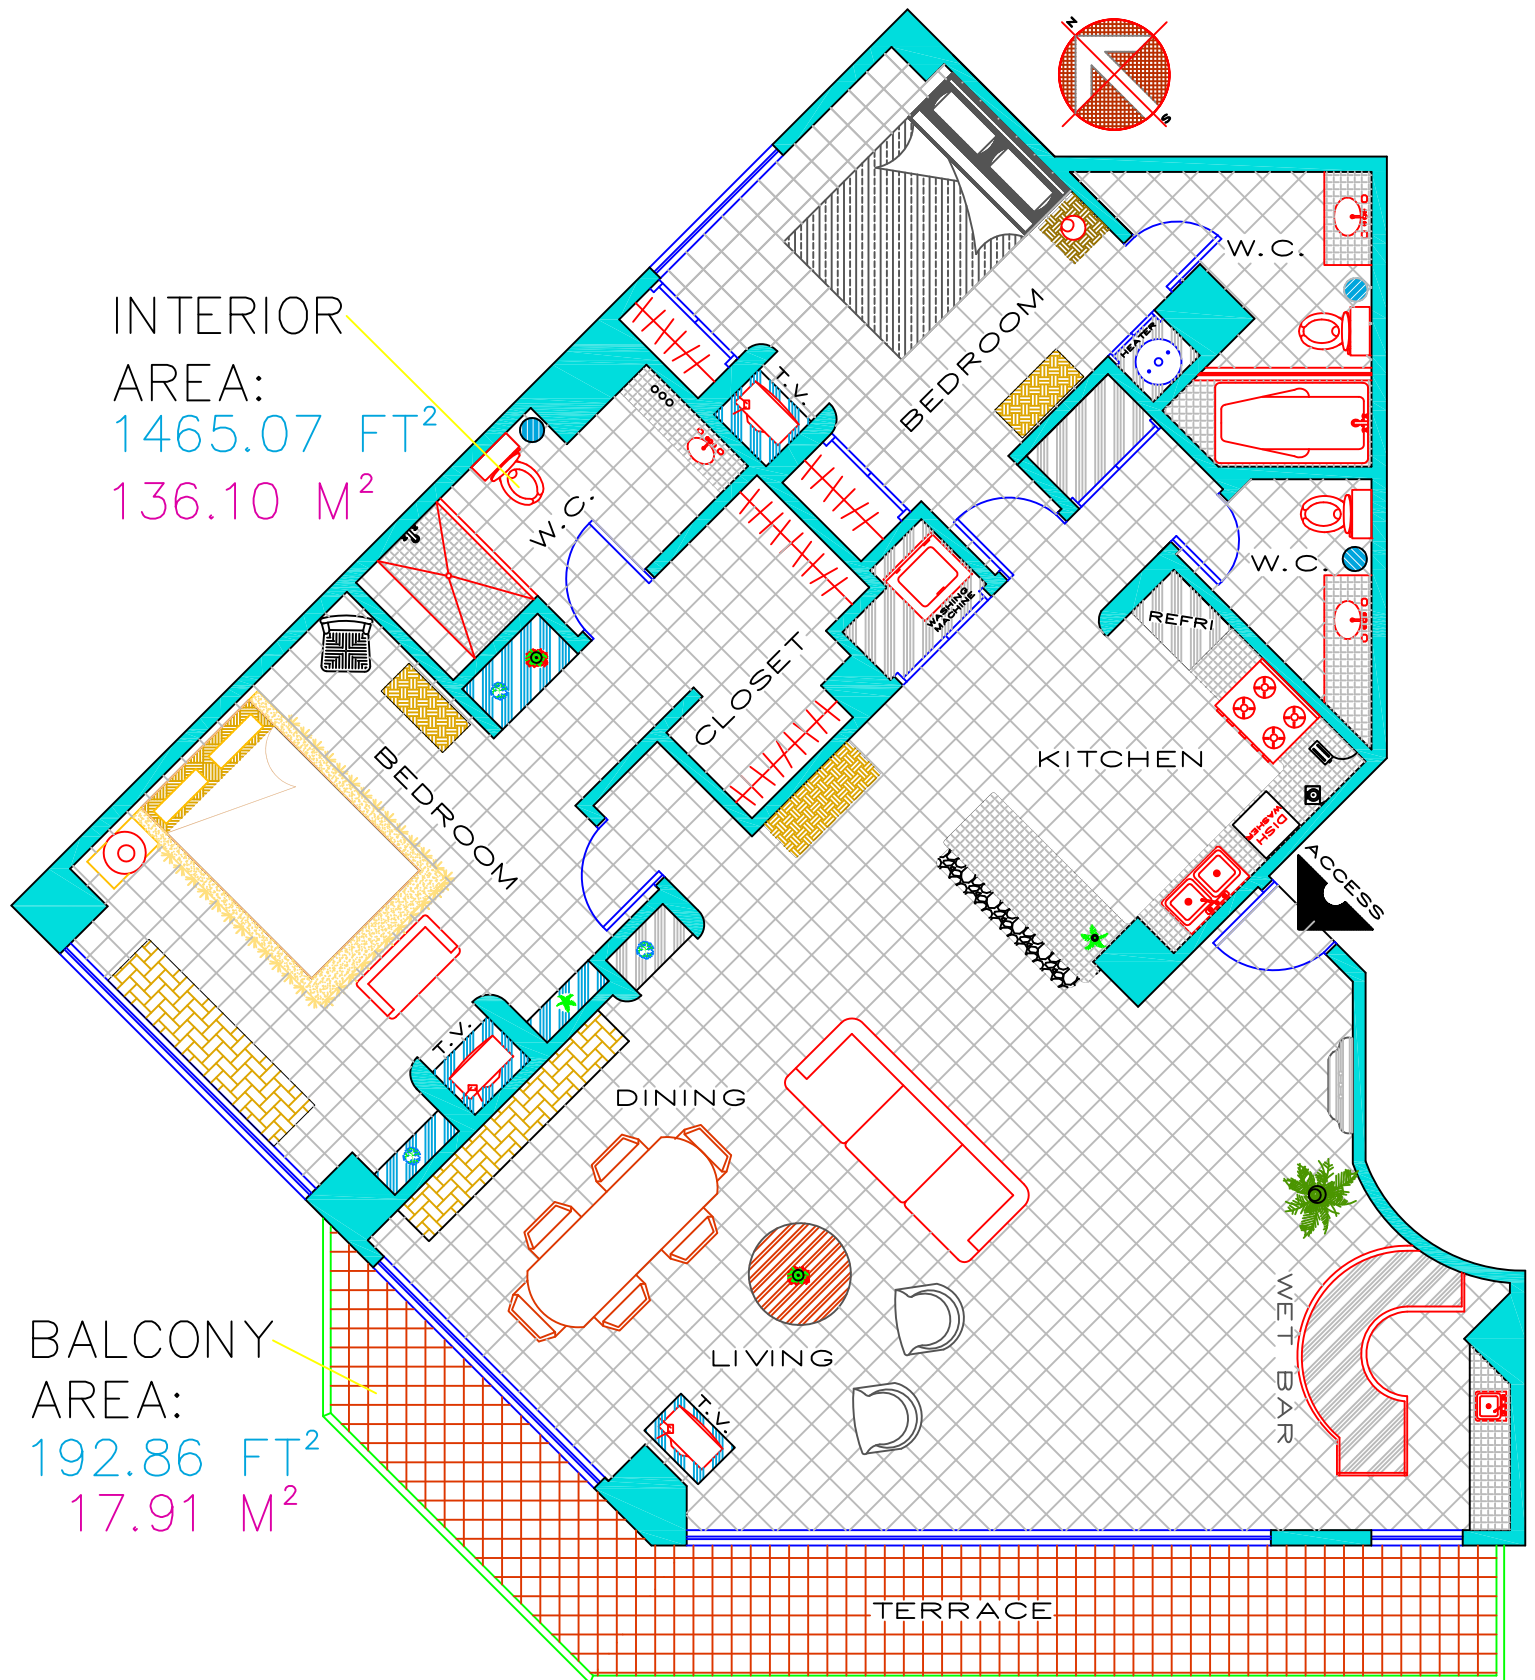 N
S
W.C.
INTERIOR
AREA:
1465.07 FT²
136.10 M²
HEATER
T.V.
BEDROOM
W.C.
W.C.
WASHING
MACHINE
REFRI
CLOSET
KITCHEN
BEDROOM
DISH
WASHER
ACCESS
T.V.
DINING
WET BAR
LIVING
BALCONY
AREA:
192.86 FT²
17.91 M²
T.V.
TERRACE